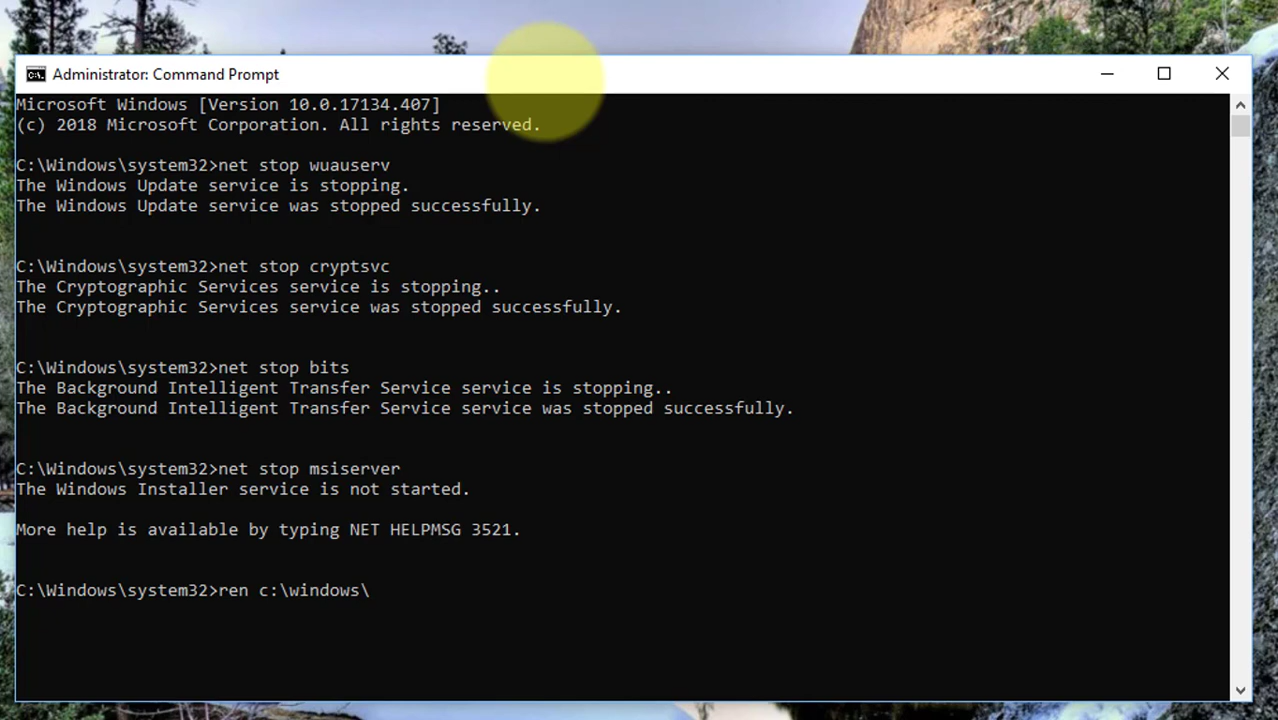 Administrator: Command Prompt
Microsoft Windows [Version 10.0.17134.407]
(c) 2018 Microsoft Corporation. All rights reserved.
C:\Windows\system32>net stop wuauserv
The Windows Update service is stopping.
The Windows Update service was stopped successfully.
C:\Windows\system32>net stop cryptsvc
The Cryptographic Services service is stopping..
The Cryptographic Services service was stopped successfully.
C:\Windows\system32>net stop bits
The Background Intelligent Transfer Service service is stopping..
The Background Intelligent Transfer Service service was stopped successfully.
C:\Windows\system32>net stop msiserver
The Windows Installer service is not started.
More help is available by typing NET HELPMSG 3521.
C:\Windows\system32>ren c:\windows\